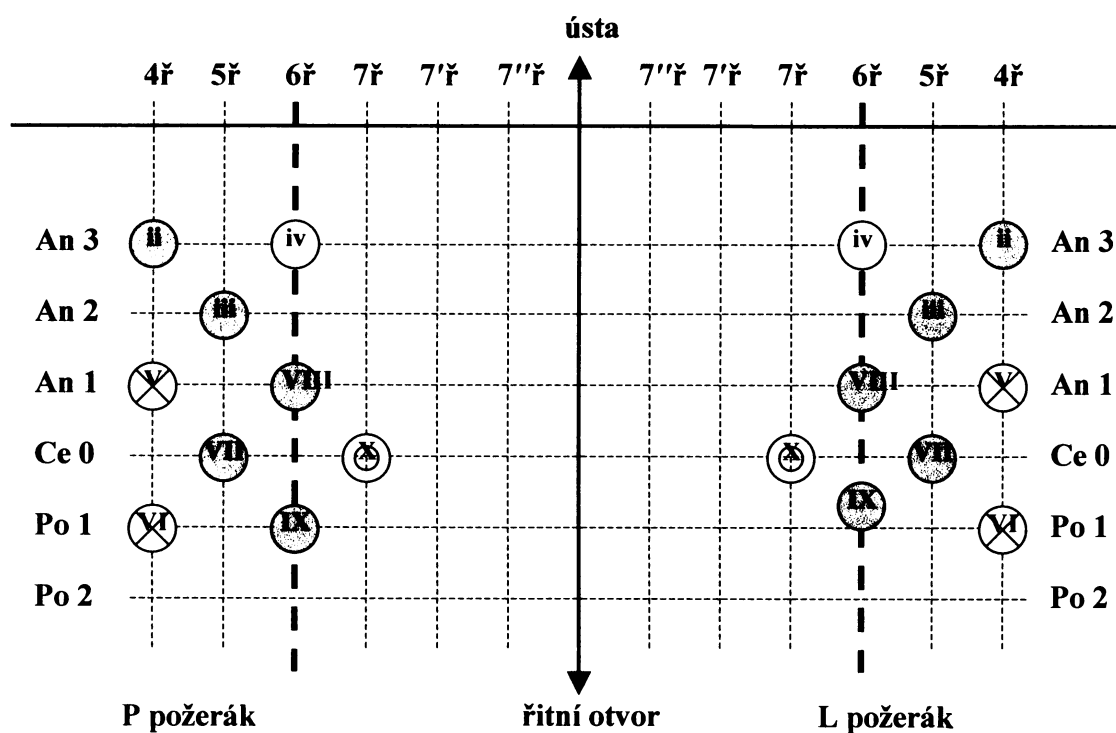 ústa
4ř 5ř 6ř 7ř 7'ř 7''ř 7''ř 7'ř 7ř 6ř 5ř 4ř
An 3 ii iv iv ii An 3
An 2 iii iii An 2
An 1 V VIII VIII V An 1
Ce 0 VII X X VII Ce 0
Po 1 VI IX IX VI Po 1
Po 2 Po 2
P požerák řitní otvor L požerák